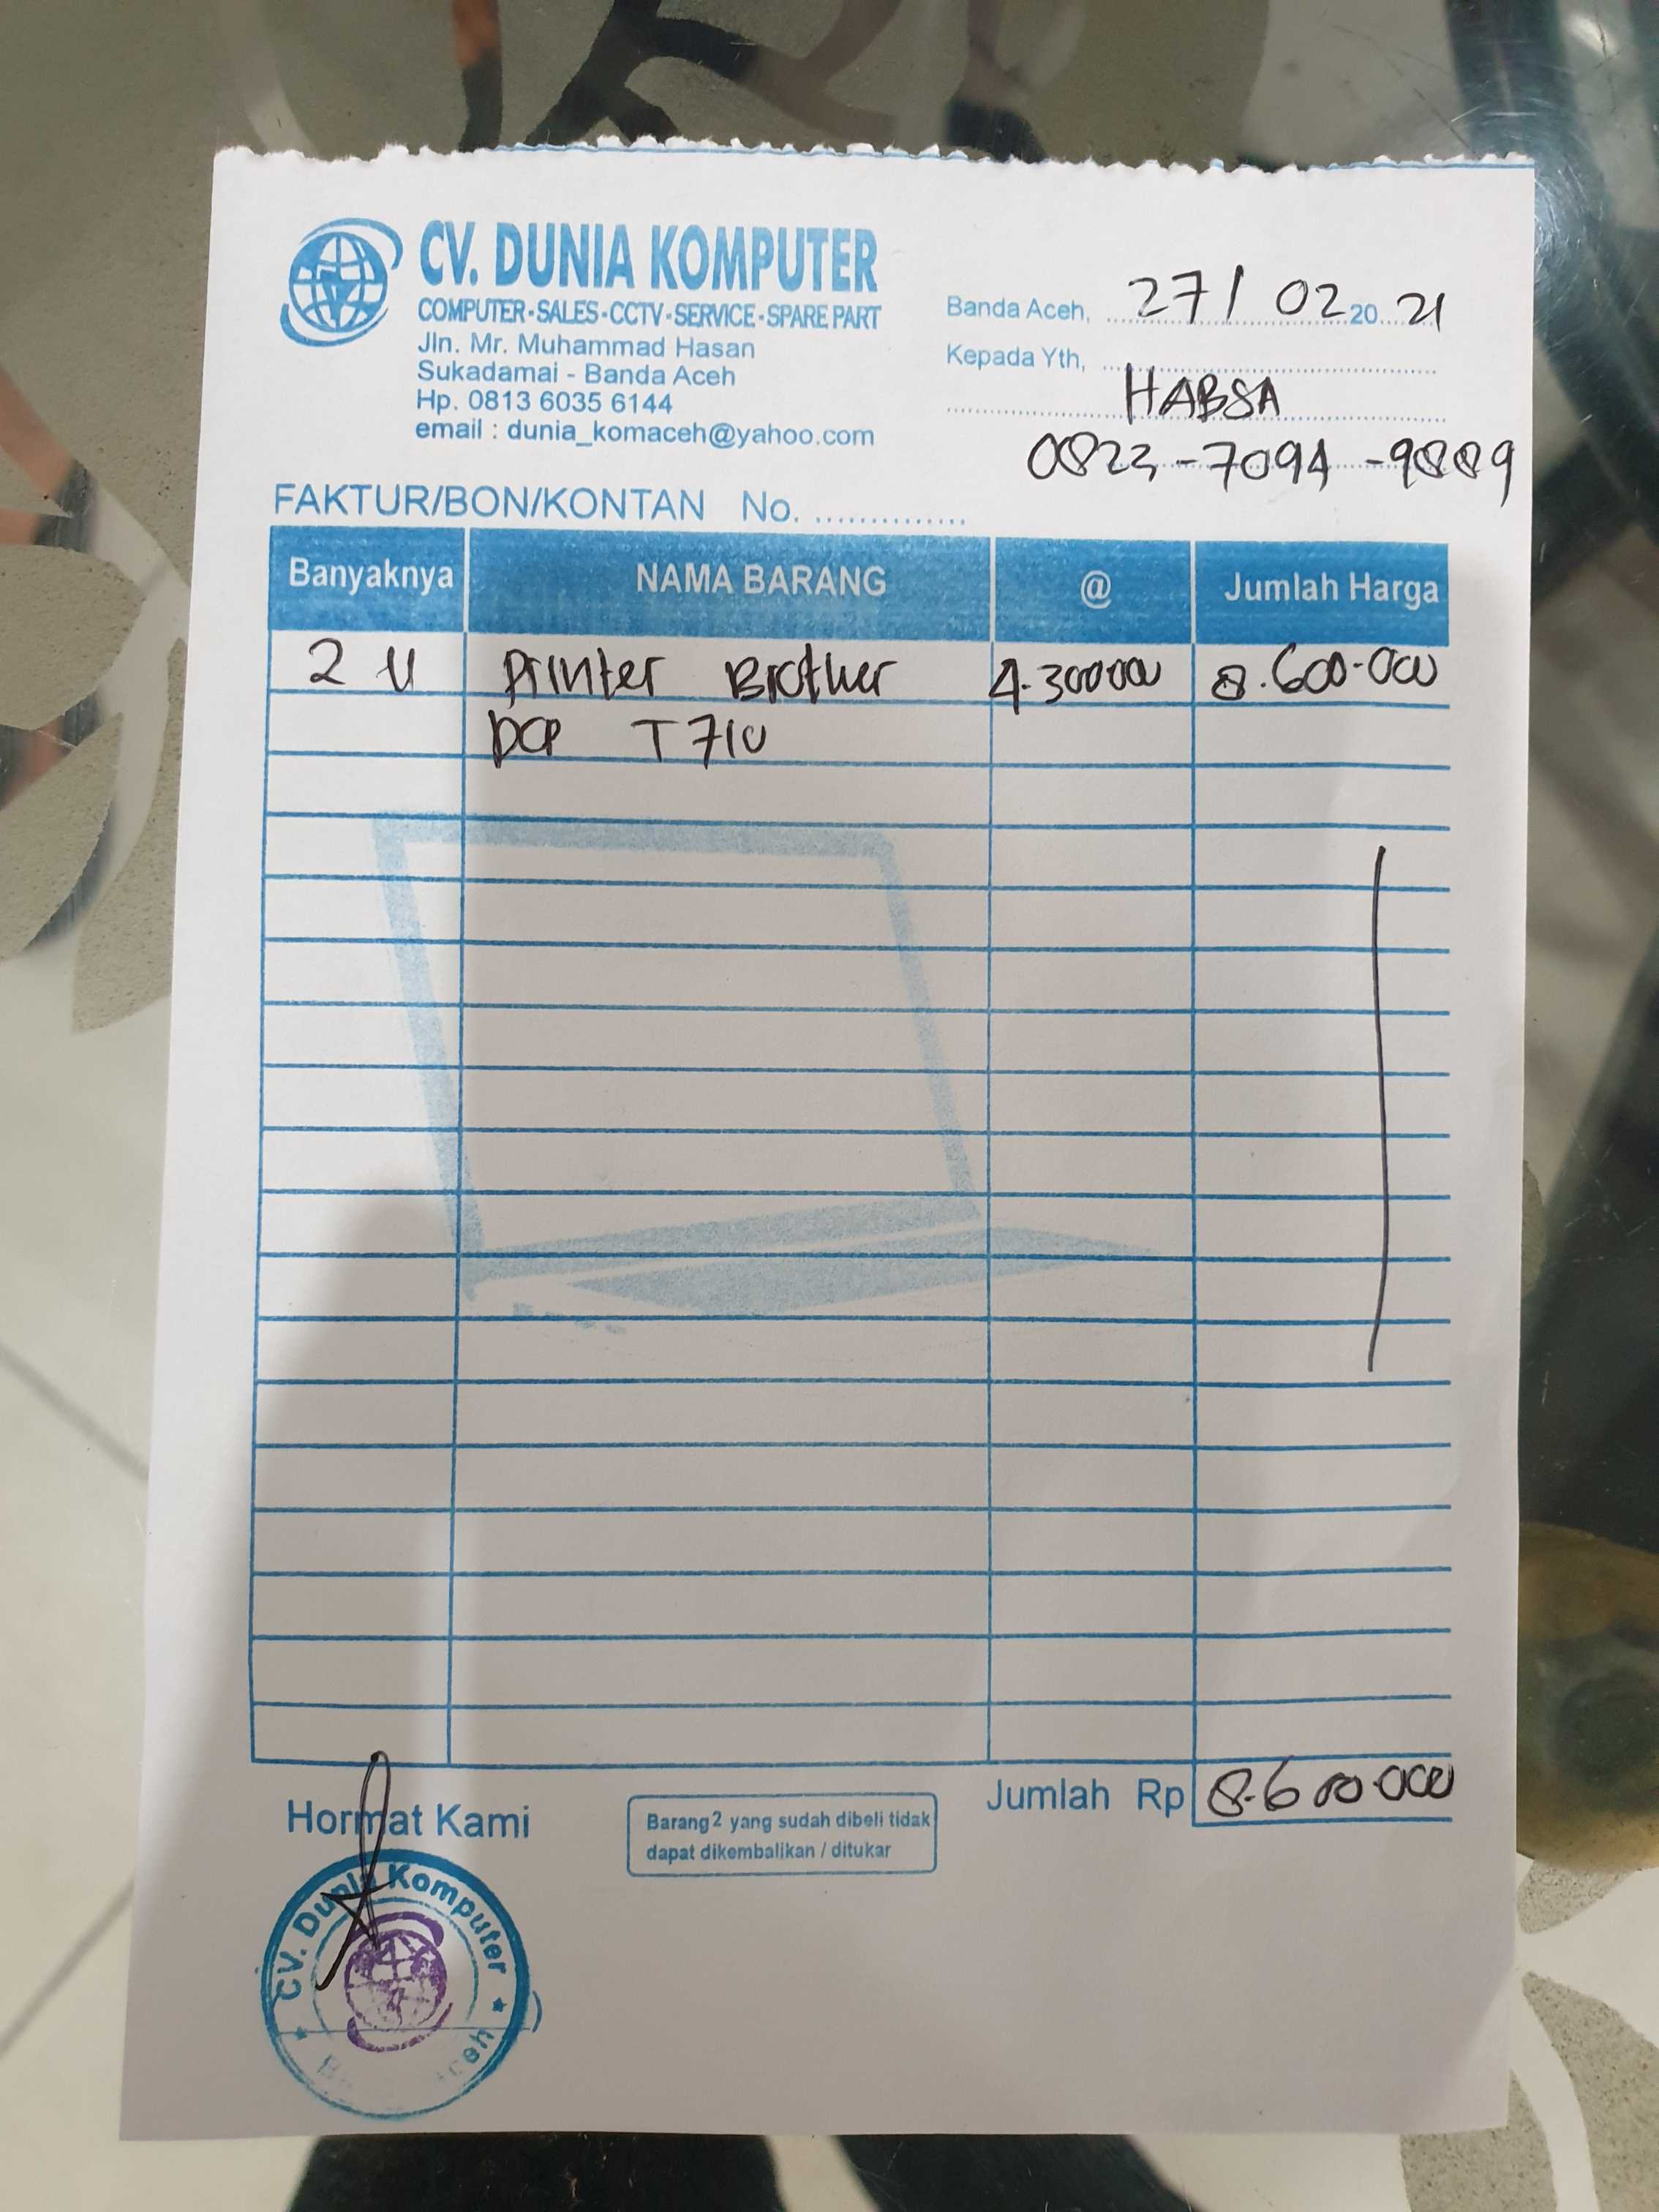 CV. DUNIA KOMPUTER
COMPUTER - SALES - CCTV - SERVICE - SPARE PART
Jln. Mr. Muhammad Hasan
Sukadamai - Banda Aceh
Hp. 0813 6035 6144
email : dunia_komaceh@yahoo.com
Banda Aceh, 27/ 02 20 21
Kepada Yth,
HABSA
0823-7094-9889
FAKTUR/BON/KONTAN No. ...............
Banyaknya NAMA BARANG @ Jumlah Harga
2 U Printer Brother 4.300000 8.600.000
DCP T710
Jumlah Rp 8.600.000
Hormat Kami
Barang2 yang sudah dibeli tidak
dapat dikembalikan / ditukar
CV. Dunia Komputer